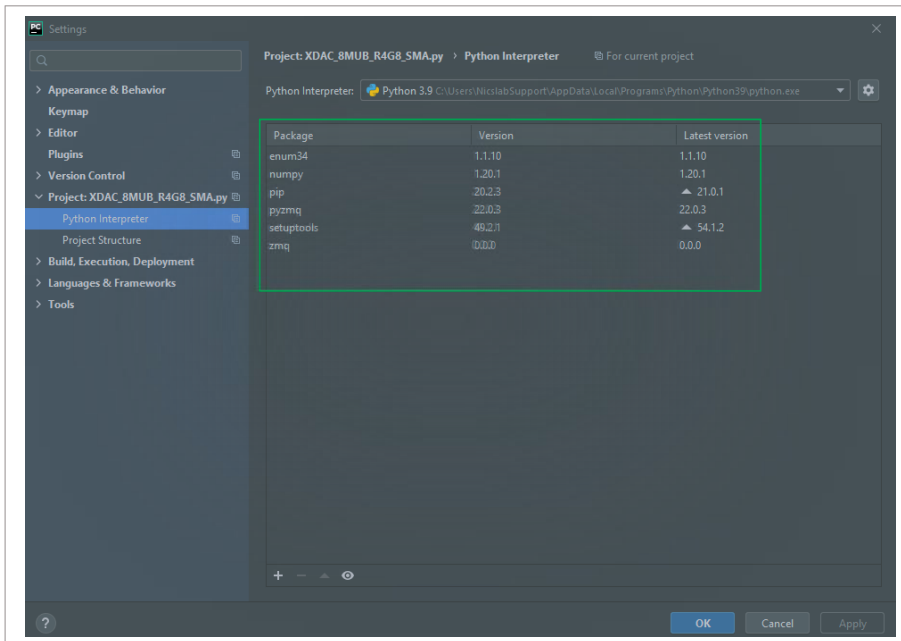 PC Settings
Project: XDAC_8MUB_R4G8_SMA.py > Python Interpreter For current project
Python Interpreter: Python 3.9 C:\Users\NicslabSupport\AppData\Local\Programs\Python\Python39\python.exe
> Appearance & Behavior
Keymap
> Editor
Plugins
> Version Control
Project: XDAC_8MUB_R4G8_SMA.py
Python Interpreter
Project Structure
> Build, Execution, Deployment
> Languages & Frameworks
> Tools
Package Version Latest version
enum34 1.1.10 1.1.10
numpy 1.20.1 1.20.1
pip 20.2.3 21.0.1
pyzmq 22.0.3 22.0.3
setuptools 49.2.1 54.1.2
zmq 0.0.0 0.0.0
? OK Cancel Apply